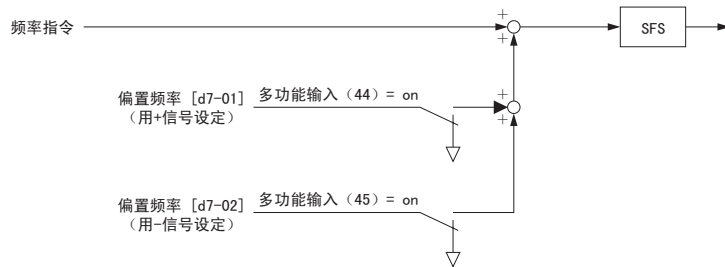 频率指令
+
+
SFS
偏置频率 [d7-01]
（用+信号设定）
多功能输入（44）= on
+
+
偏置频率 [d7-02]
（用-信号设定）
多功能输入（45）= on